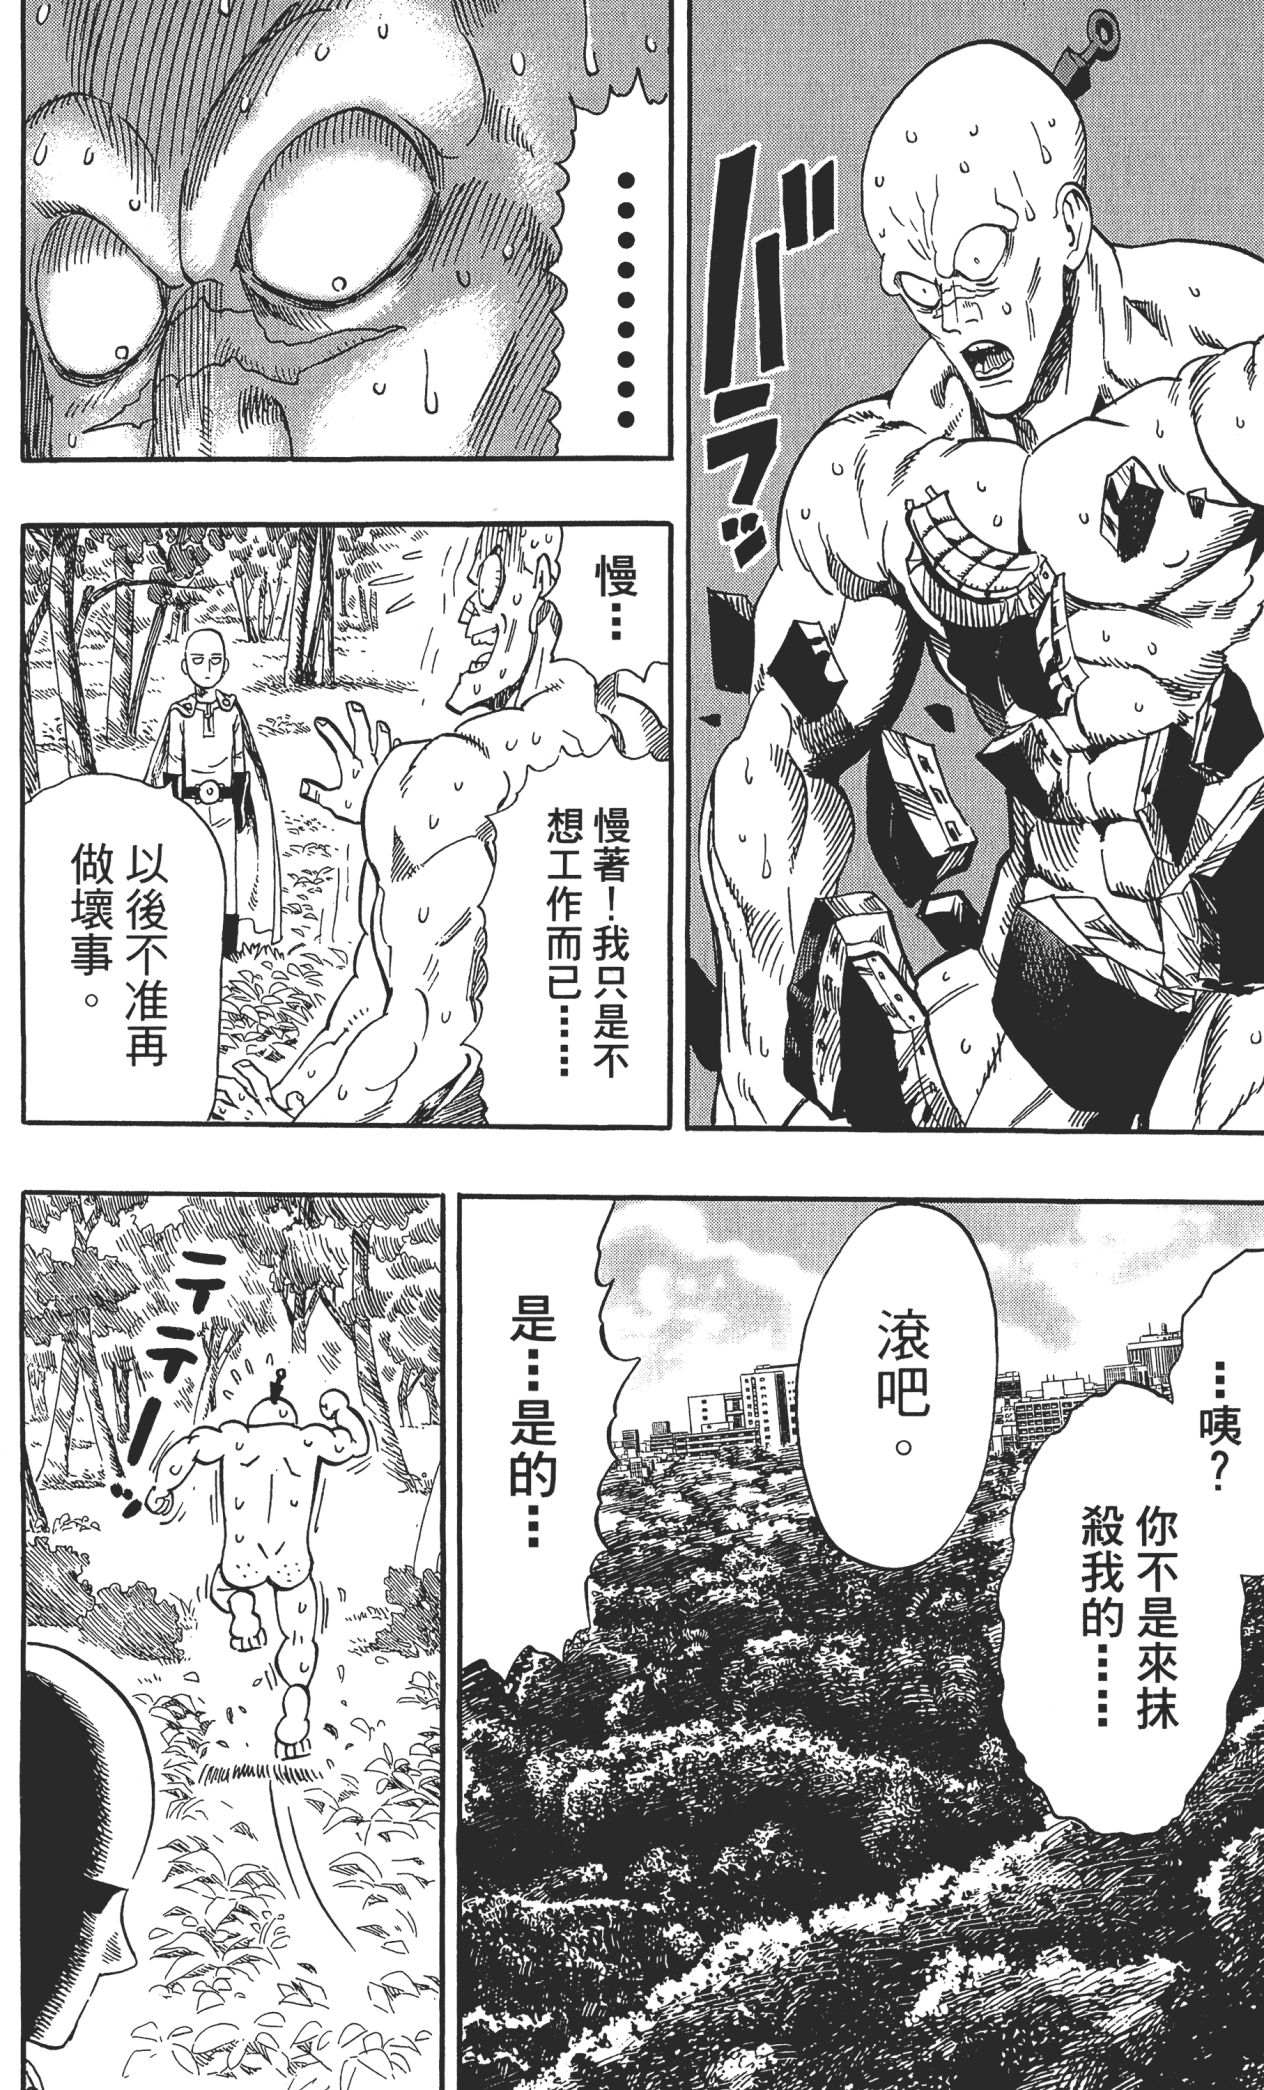 バラッ
………
慢…
慢著!我只是不
想工作而已……
以後不准再
做壞事。
…咦?
你不是來抹
殺我的……
滾吧。
是…是的…
テテーッ